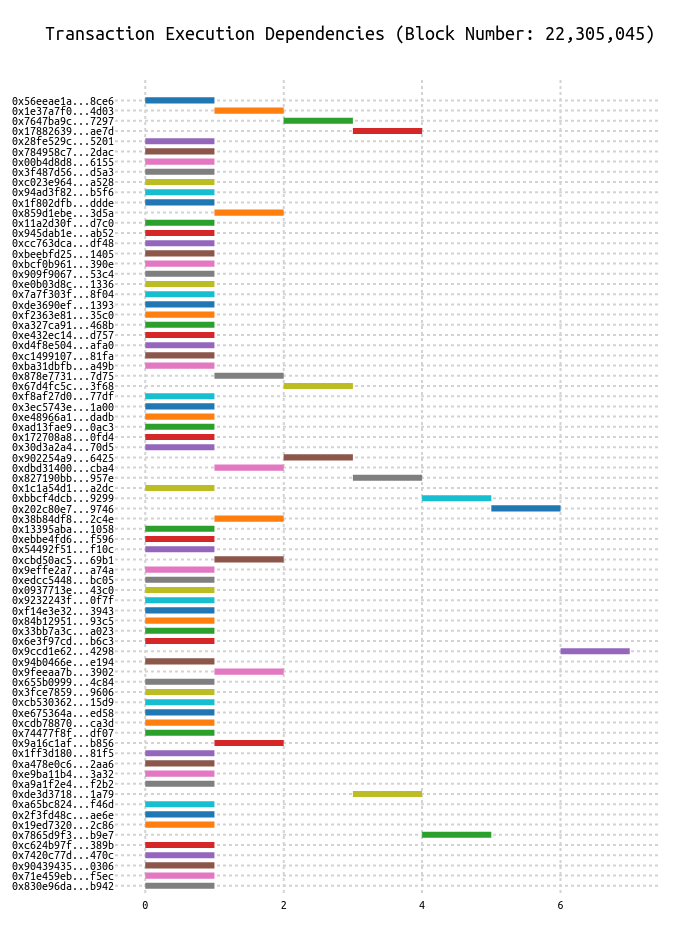 Transaction Execution Dependencies (Block Number: 22,305,045)
0x56eeae1a...8ce6
0x1e37a7f0...4d03
0x7647ba9c...7297
0x17882639...ae7d
0x28fe529c...5201
0x784958c7...2dac
0x00b4d8d8...6155
0x3f487d56...d5a3
0xc023e964...a528
0x94ad3f82...b5f6
0x1f802dfb...ddde
0x859d1ebe...3d5a
0x11a2d30f...d7c0
0x945dab1e...ab52
0xcc763dca...df48
0xbeebfd25...1405
0xbcf0b961...390e
0x909f9067...53c4
0xe0b03d8c...1336
0x7a7f303f...8f04
0xde3690ef...1393
0xf2363e81...35c0
0xa327ca91...468b
0xe432ec14...d757
0xd4f8e504...afa0
0xc1499107...81fa
0xba31dbfb...a49b
0x878e7731...7d75
0x67d4fc5c...3f68
0xf8af27d0...77df
0x3ec5743e...1a00
0xe48966a1...dadb
0xad13fae9...0ac3
0x172708a8...0fd4
0x30d3a2a4...70d5
0x902254a9...6425
0xdbd31400...cba4
0x827190bb...957e
0x1c1a54d1...a2dc
0xbbcf4dcb...9299
0x202c80e7...9746
0x38b84df8...2c4e
0x13395aba...1058
0xebbe4fd6...f596
0x54492f51...f10c
0xcbd50ac5...69b1
0x9effe2a7...a74a
0xedcc5448...bc05
0x0937713e...43c0
0x9232243f...0f7f
0xf14e3e32...3943
0x84b12951...93c5
0x33bb7a3c...a023
0x6e3f97cd...b6c3
0x9ccd1e62...4298
0x94b0466e...e194
0x9feeaa7b...3902
0x655b0999...4c84
0x3fce7859...9606
0xcb530362...15d9
0xe675364a...ed58
0xcdb78870...ca3d
0x74477f8f...df07
0x9a16c1af...b856
0x1ff3d180...81f5
0xa478e0c6...2aa6
0xe9ba11b4...3a32
0xa9a1f2e4...f2b2
0xde3d3718...1a79
0xa65bc824...f46d
0x2f3fd48c...ae6e
0x19ed7320...2c86
0x7865d9f3...b9e7
0xc624b97f...389b
0x7420c77d...470c
0x90439435...0306
0x71e459eb...f5ec
0x830e96da...b942
0 2 4 6